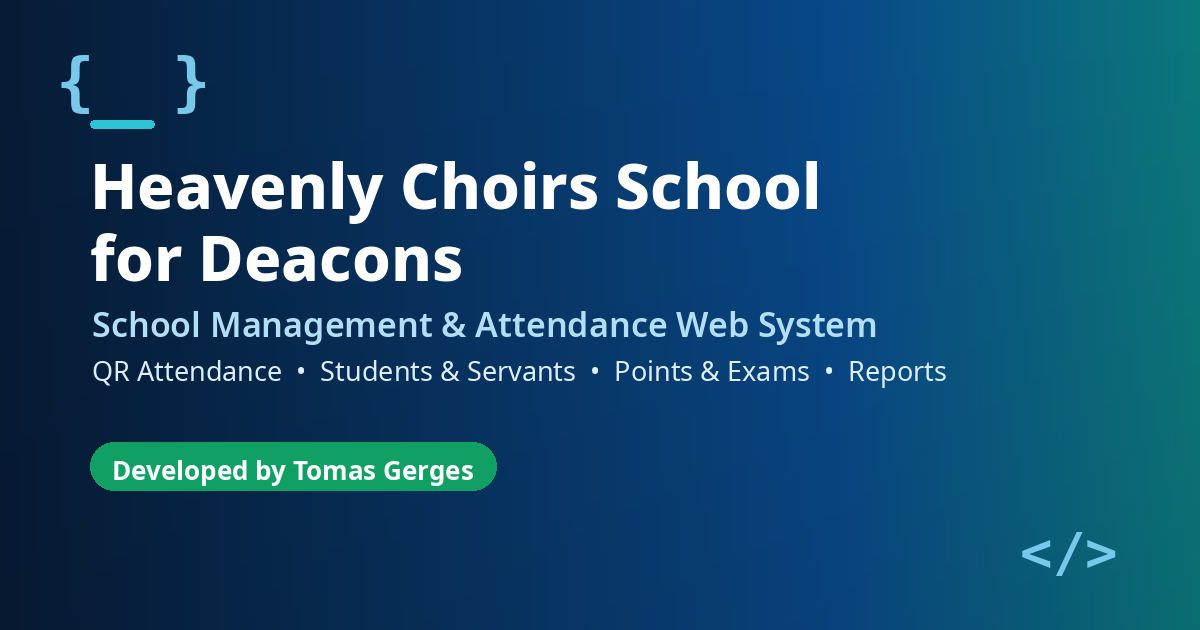 {__ }
Heavenly Choirs School
for Deacons
School Management & Attendance Web System
QR Attendance • Students & Servants • Points & Exams • Reports
Developed by Tomas Gerges
</>